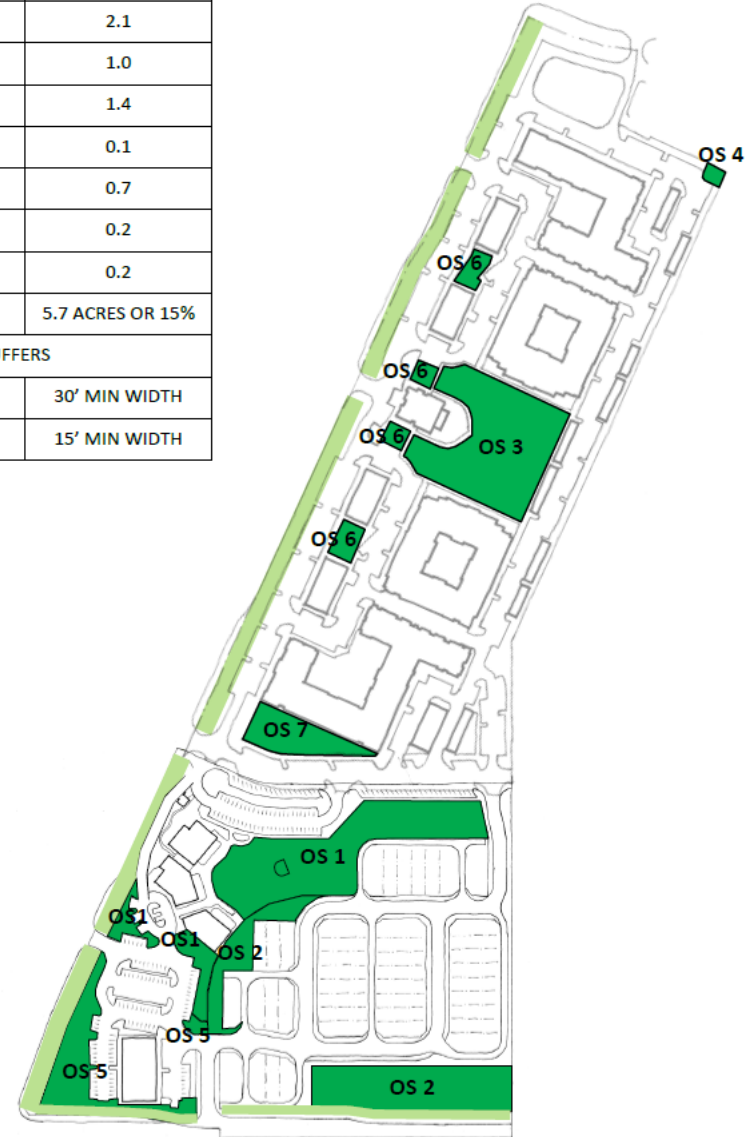 2.1
1.0
1.4
0.1
0.7
0.2
0.2
5.7 ACRES OR 15%
FFERS
30’ MIN WIDTH
15’ MIN WIDTH
OS 4
OS 6
OS 6
OS 6
OS 3
OS 6
OS 7
OS 1
OS1
OS1
OS 2
OS 5
OS 5
OS 2